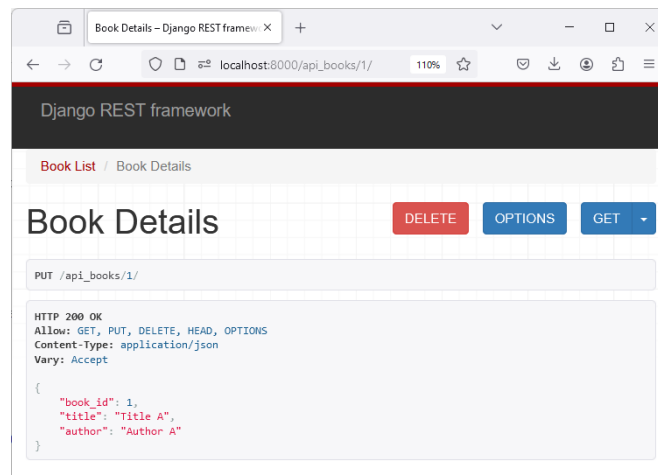 Book Details – Django REST framewo
localhost:8000/api_books/1/ 110%
Django REST framework
Book List / Book Details
Book Details DELETE OPTIONS GET
PUT /api_books/1/
HTTP 200 OK
Allow: GET, PUT, DELETE, HEAD, OPTIONS
Content-Type: application/json
Vary: Accept
{
    "book_id": 1,
    "title": "Title A",
    "author": "Author A"
}